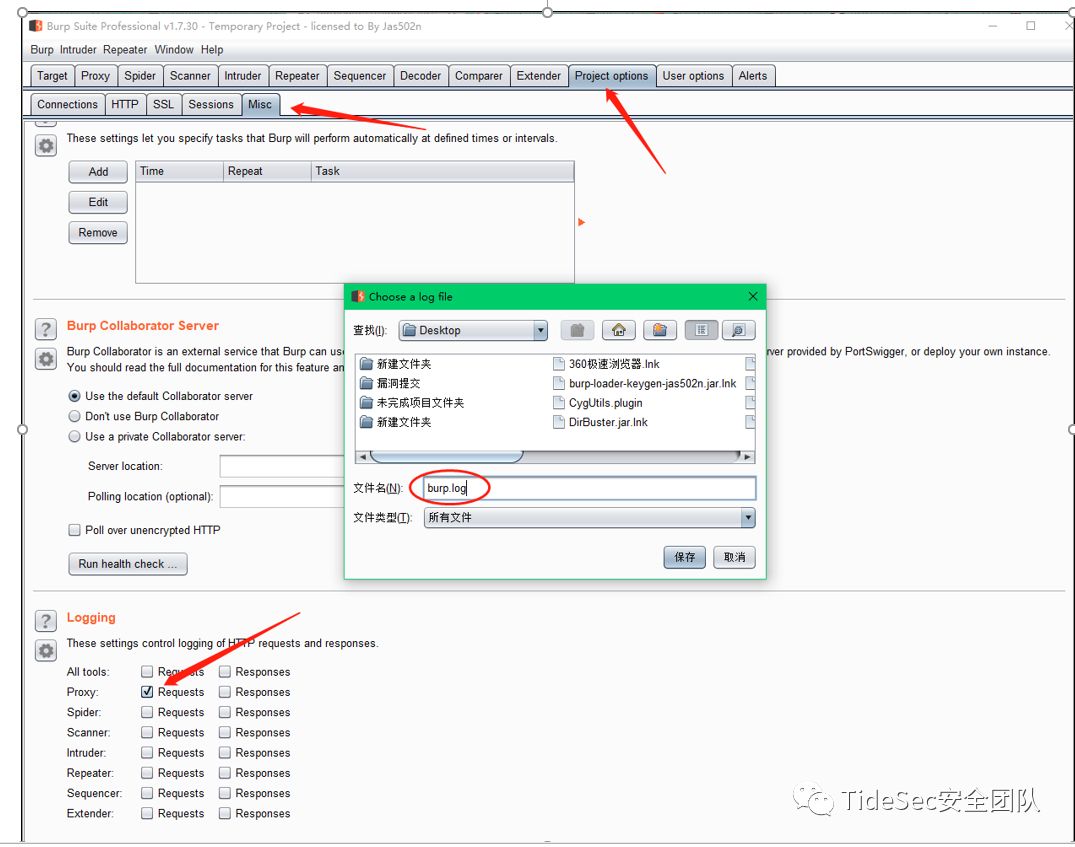 Burp Suite Professional v1.7.30 - Temporary Project - licensed to By Jas502n
Burp Intruder Repeater Window Help
Target Proxy Spider Scanner Intruder Repeater Sequencer Decoder Comparer Extender Project options User options Alerts
Connections HTTP SSL Sessions Misc
These settings let you specify tasks that Burp will perform automatically at defined times or intervals.
Add Time Repeat Task
Edit
Remove
Choose a log file
查找(I): Desktop
新建文件夹 360极速浏览器.lnk
漏洞提交 burp-loader-keygen-jas502n.jar.lnk
未完成项目文件夹 CygUtils.plugin
新建文件夹 DirBuster.jar.lnk
文件名(N): burp.log
文件类型(T): 所有文件
保存 取消
? Burp Collaborator Server
Burp Collaborator is an external service that Burp can use ver provided by PortSwigger, or deploy your own instance.
You should read the full documentation for this feature an
Use the default Collaborator server
Don't use Burp Collaborator
Use a private Collaborator server:
Server location:
Polling location (optional):
Poll over unencrypted HTTP
Run health check ...
? Logging
These settings control logging of HTTP requests and responses.
All tools: Requests Responses
Proxy: Requests Responses
Spider: Requests Responses
Scanner: Requests Responses
Intruder: Requests Responses
Repeater: Requests Responses
Sequencer: Requests Responses
Extender: Requests Responses
TideSec安全团队